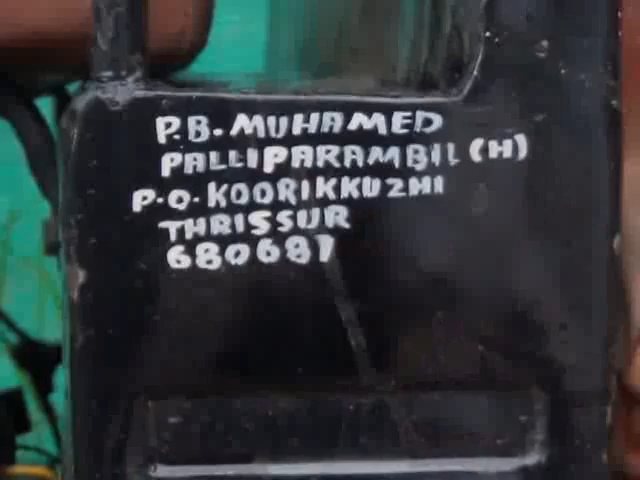 P.B. MUHAMED
PALLIPARAMBIL (H)
P.O. KOORIKKUZHI
THRISSUR
680681